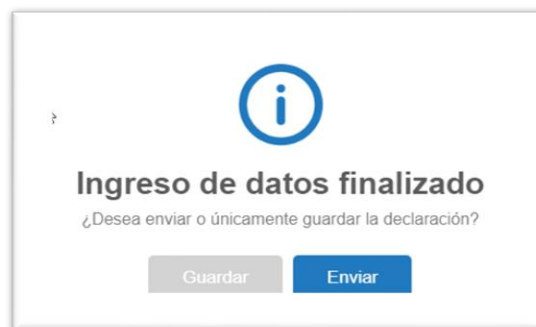 Ingreso de datos finalizado
¿Desea enviar o únicamente guardar la declaración?
Guardar Enviar